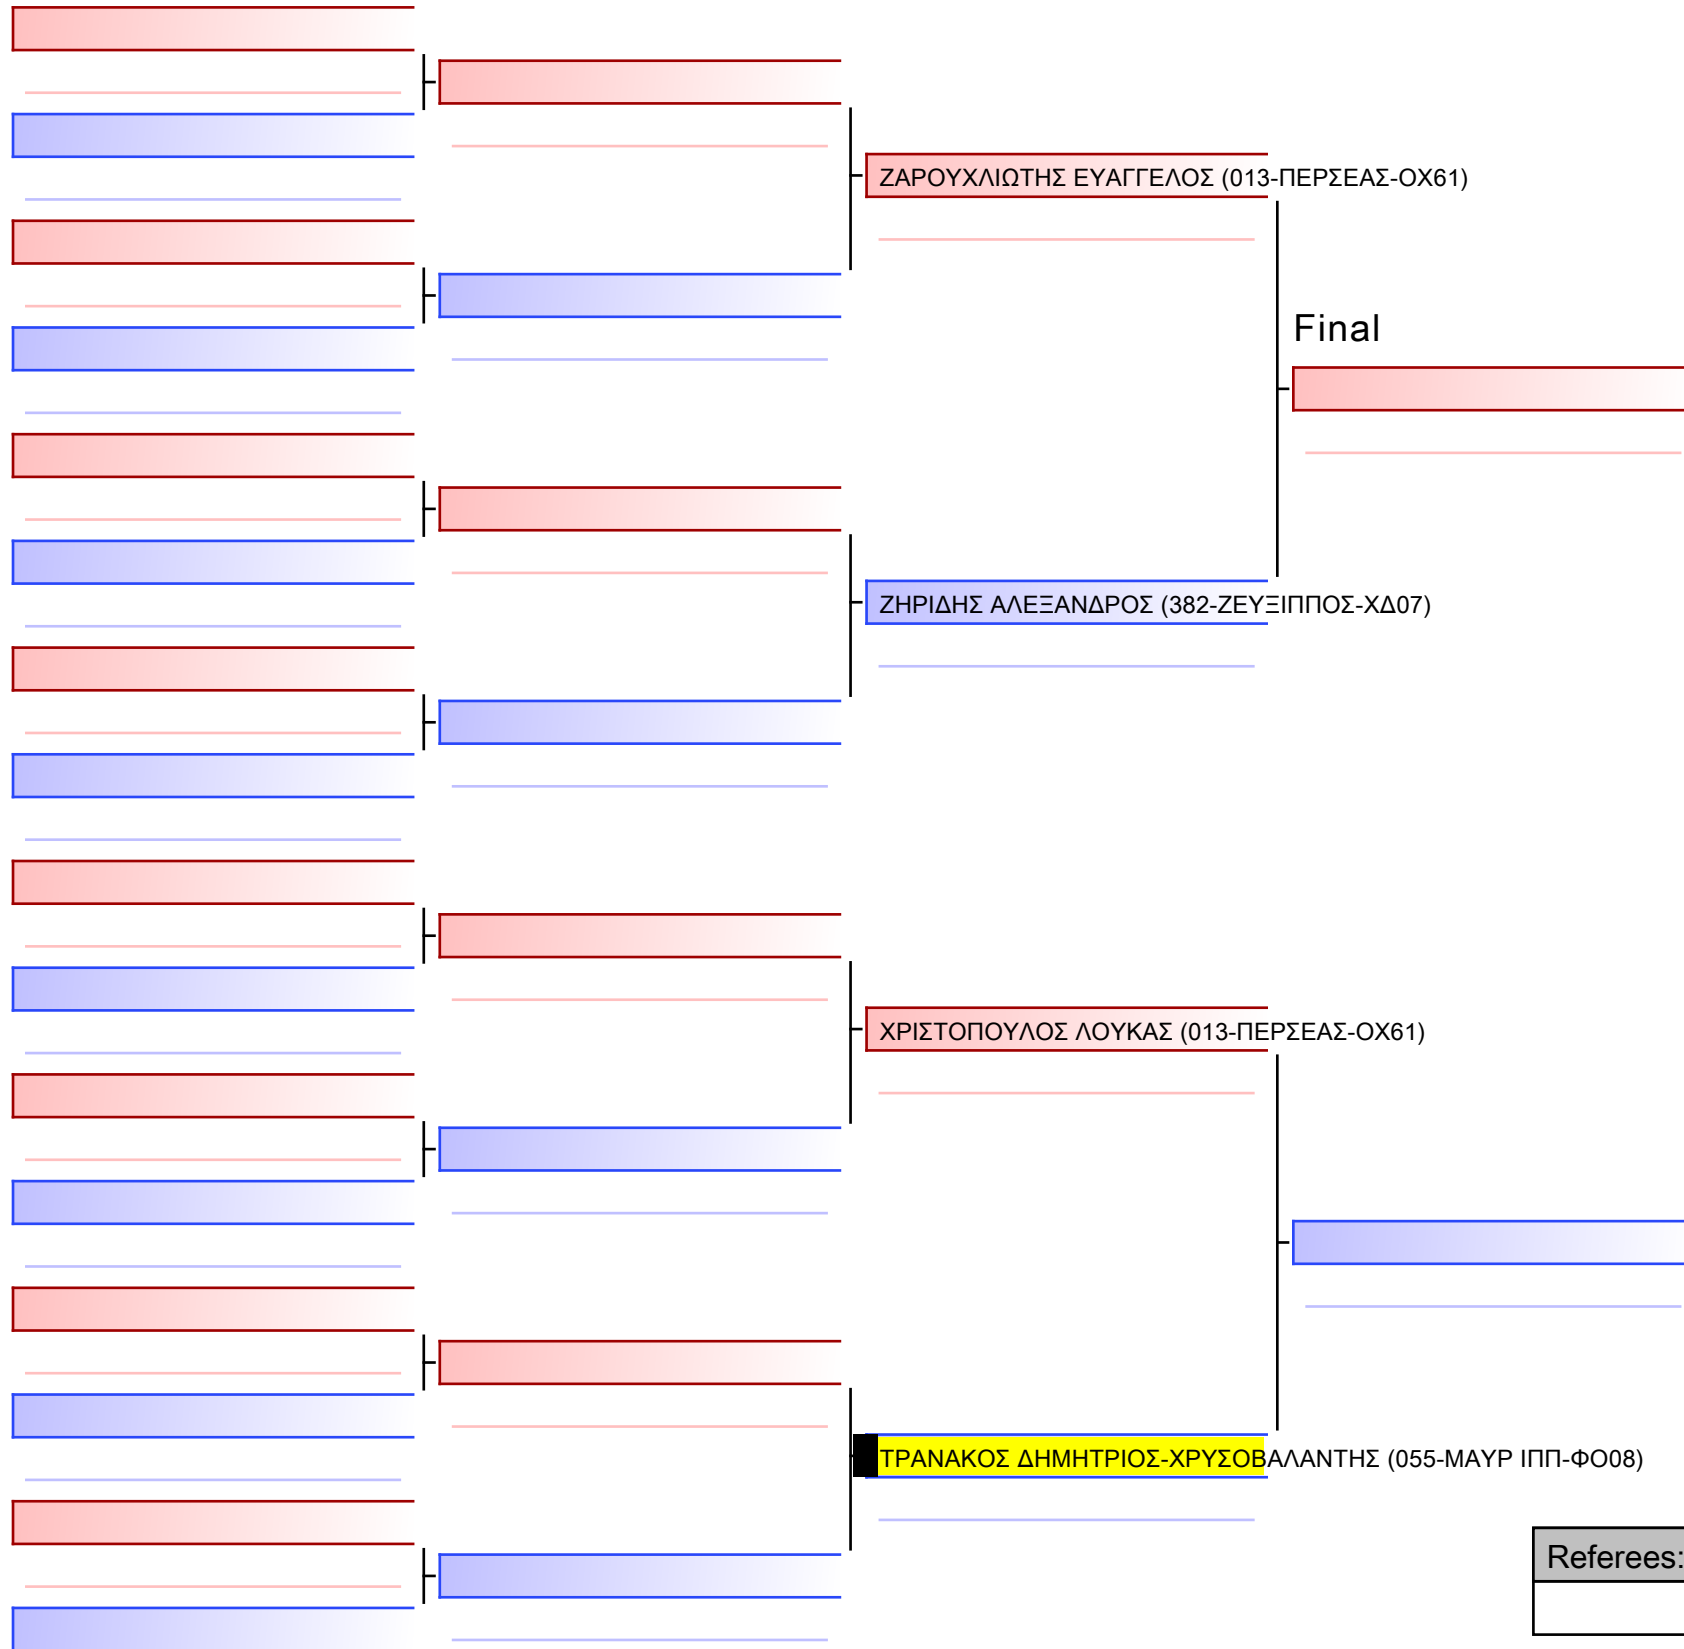 ΖΑΡΟΥΧΛΙΩΤΗΣ ΕΥΑΓΓΕΛΟΣ (013-ΠΕΡΣΕΑΣ-ΟΧ61)
Final
ΖΗΡΙΔΗΣ ΑΛΕΞΑΝΔΡΟΣ (382-ΖΕΥΞΙΠΠΟΣ-ΧΔ07)
ΧΡΙΣΤΟΠΟΥΛΟΣ ΛΟΥΚΑΣ (013-ΠΕΡΣΕΑΣ-ΟΧ61)
ΤΡΑΝΑΚΟΣ ΔΗΜΗΤΡΙΟΣ-ΧΡΥΣΟΒΑΛΑΝΤΗΣ (055-ΜΑΥΡ ΙΠΠ-ΦΟ08)
Referees: